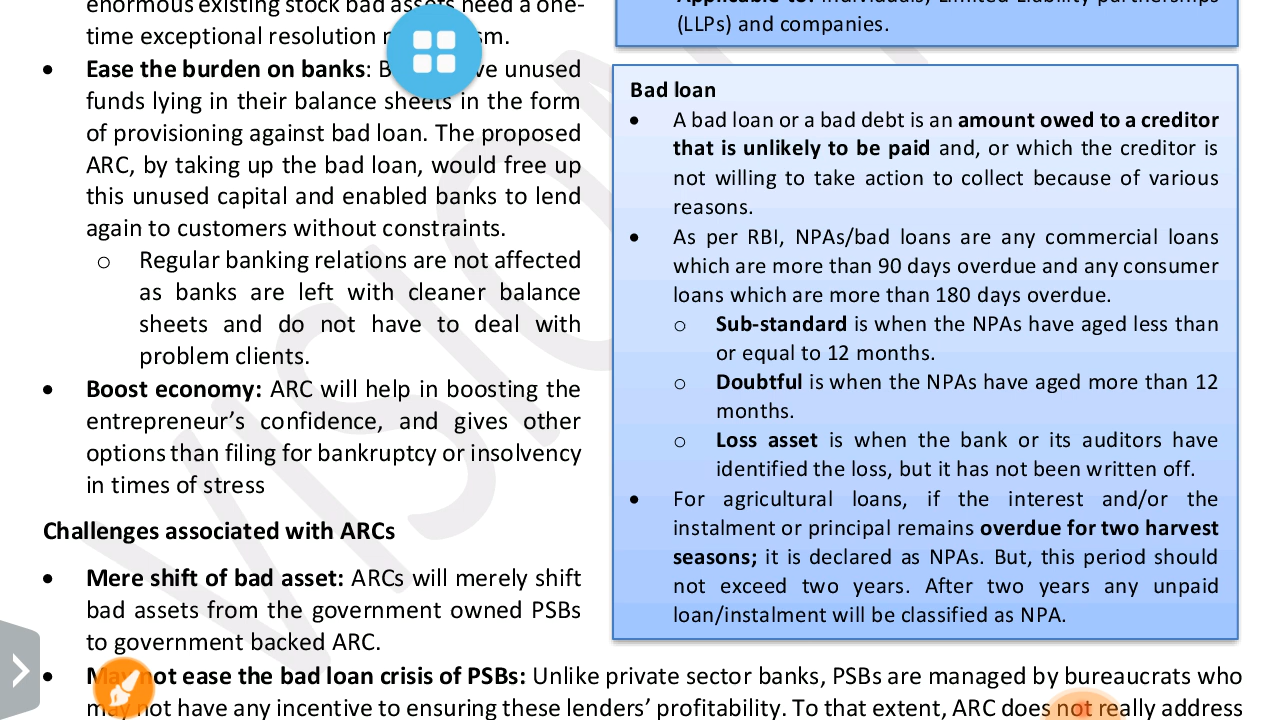 enormous existing stock bad assets need a one-
time exceptional resolution
Ease the burden on banks: unused
funds lying in their balance sheets in the form
of provisioning against bad loan. The proposed
ARC, by taking up the bad loan, would free up
this unused capital and enabled banks to lend
again to customers without constraints.
o Regular banking relations are not affected
as banks are left with cleaner balance
sheets and do not have to deal with
problem clients.
• Boost economy: ARC will help in boosting the
entrepreneur's confidence, and gives other
options than filing for bankruptcy or insolvency
in times of stress
Challenges associated with ARCs
• Mere shift of bad asset: ARCs will merely shift
bad assets from the government owned PSBs
to government backed ARC.
(LLPs) and companies.
Bad loan
• A bad loan or a bad debt is an amount owed to a creditor
that is unlikely to be paid and, or which the creditor is
not willing to take action to collect because of various
reasons.
• As per RBI, NPAs/bad loans are any commercial loans
which are more than 90 days overdue and any consumer
loans which are more than 180 days overdue.
o Sub-standard is when the NPAs have aged less than
or equal to 12 months.
o Doubtful is when the NPAs have aged more than 12
months.
o Loss asset is when the bank or its auditors have
identified the loss, but it has not been written off.
• For agricultural loans, if the interest and/or the
instalment or principal remains overdue for two harvest
seasons; it is declared as NPAs. But, this period should
not exceed two years. After two years any unpaid
loan/instalment will be classified as NPA.
• May not ease the bad loan crisis of PSBs: Unlike private sector banks, PSBs are managed by bureaucrats who
may not have any incentive to ensuring these lenders' profitability. To that extent, ARC does not really address
VISION